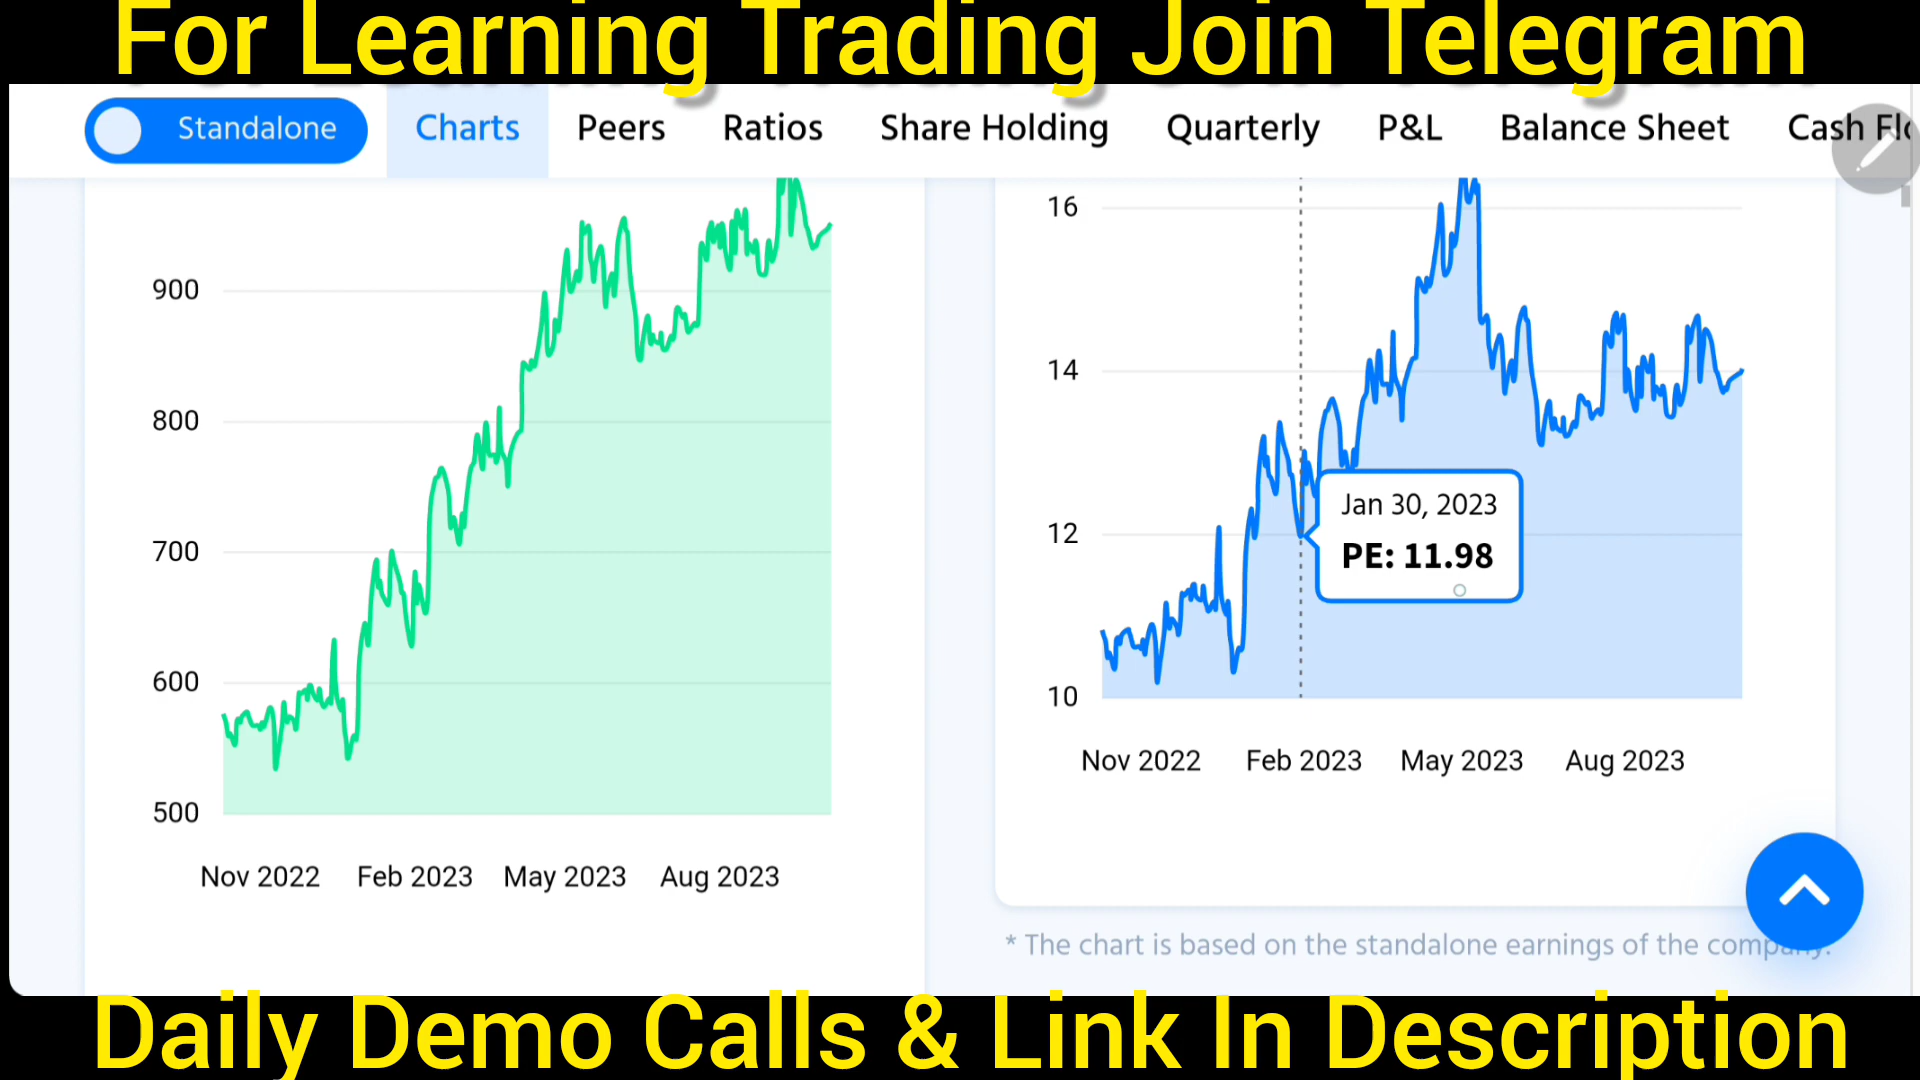 For Learning Trading Join Telegram
Standalone Charts Peers Ratios Share Holding Quarterly P&L Balance Sheet Cash Flo
900
800
700
600
500
Nov 2022 Feb 2023 May 2023 Aug 2023
16
14
12
10
Jan 30, 2023
PE: 11.98
Nov 2022 Feb 2023 May 2023 Aug 2023
* The chart is based on the standalone earnings of the company.
Daily Demo Calls & Link In Description